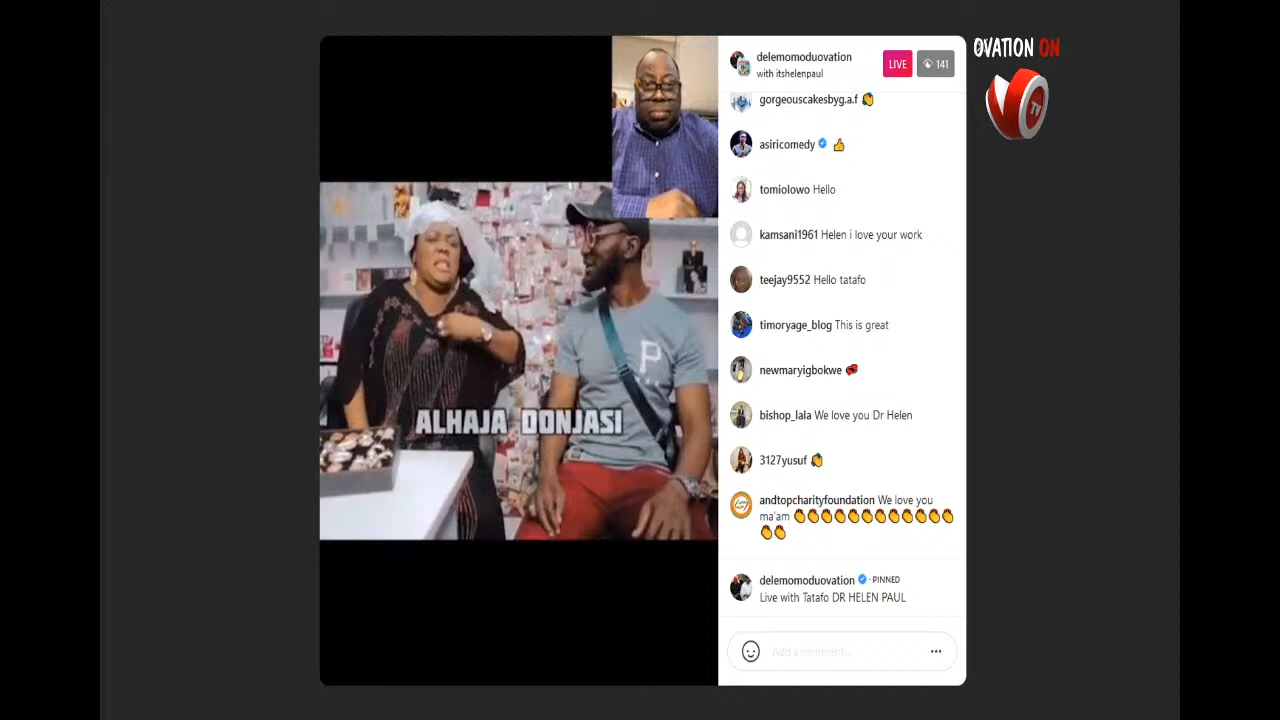 OVATION ON
TV
delemomoduovation
with itshelenpaul
LIVE
141
gorgeouscakesbyg.a.f 👏
asiricomedy 👍
tomiolowo Hello
kamsani1961 Helen i love your work
teejay9552 Hello tatafo
timoryage_blog This is great
newmaryigbokwe
bishop_lala We love you Dr Helen
3127yusuf 👏
andtopcharityfoundation We love you
ma'am 👏👏👏👏👏👏👏👏👏👏👏👏
👏👏
delemomoduovation · PINNED
Live with Tatafo DR HELEN PAUL
Add a comment...
P
ALHAJA DONJASI